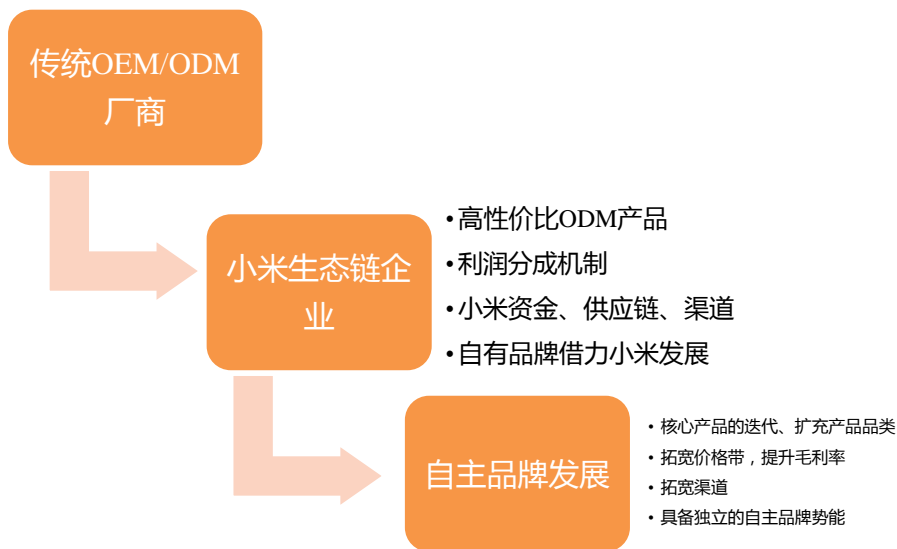 传统OEM/ODM
厂商
小米生态链企
业
•高性价比ODM产品
•利润分成机制
•小米资金、供应链、渠道
•自有品牌借力小米发展
自主品牌发展
• 核心产品的迭代、扩充产品品类
• 拓宽价格带，提升毛利率
• 拓宽渠道
• 具备独立的自主品牌势能